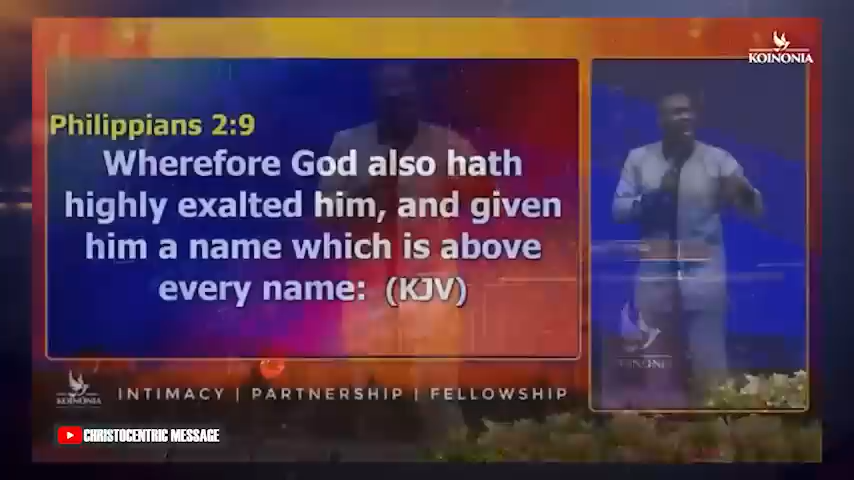 KOINONIA
Philippians 2:9
Wherefore God also hath
highly exalted him, and given
him a name which is above
every name: (KJV)
KOINONIA
INTIMACY | PARTNERSHIP | FELLOWSHIP
CHRISTOCENTRIC MESSAGE